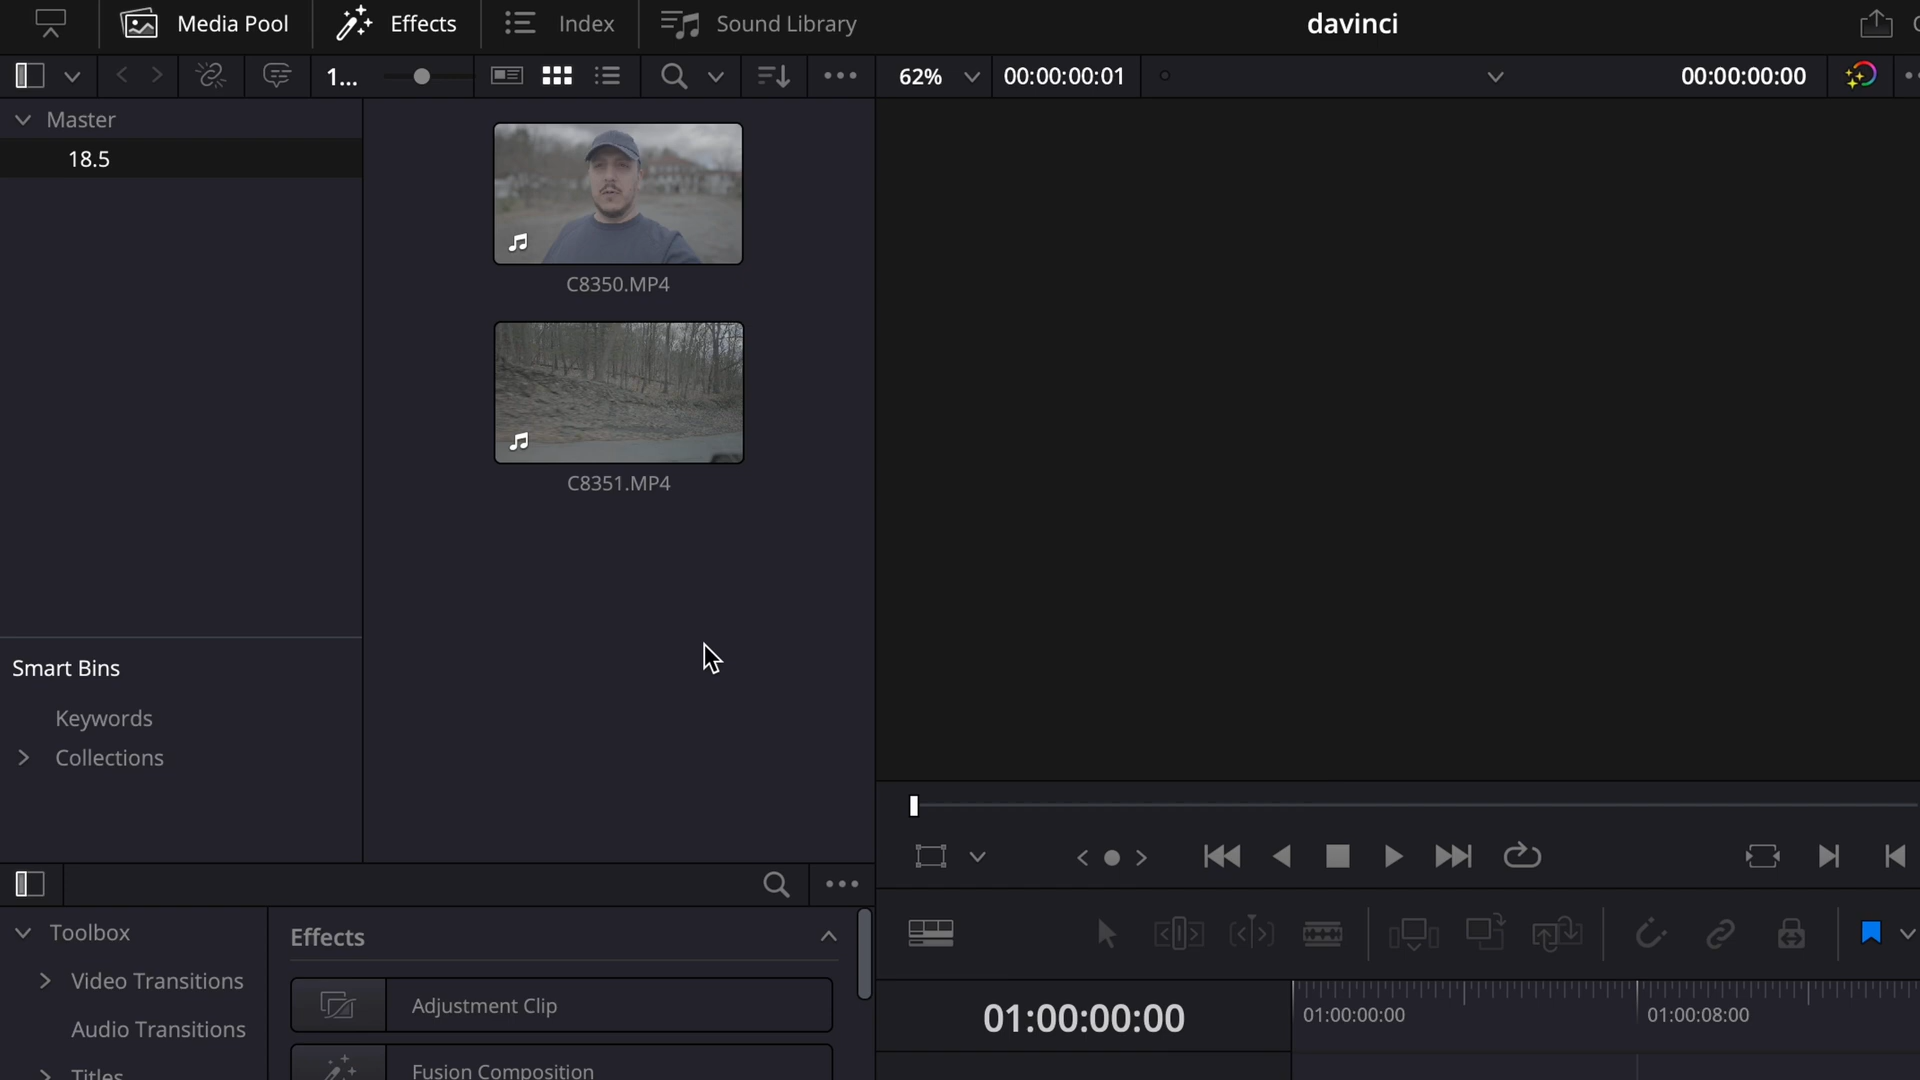 Media Pool
Effects
Index
Sound Library
davinci
1...
62%
00:00:00:01
00:00:00:00
Master
18.5
C8350.MP4
C8351.MP4
Smart Bins
Keywords
Collections
Toolbox
Effects
Video Transitions
Adjustment Clip
01:00:00:00
01:00:00:00
01:00:08:00
Audio Transitions
Titles
Fusion Composition